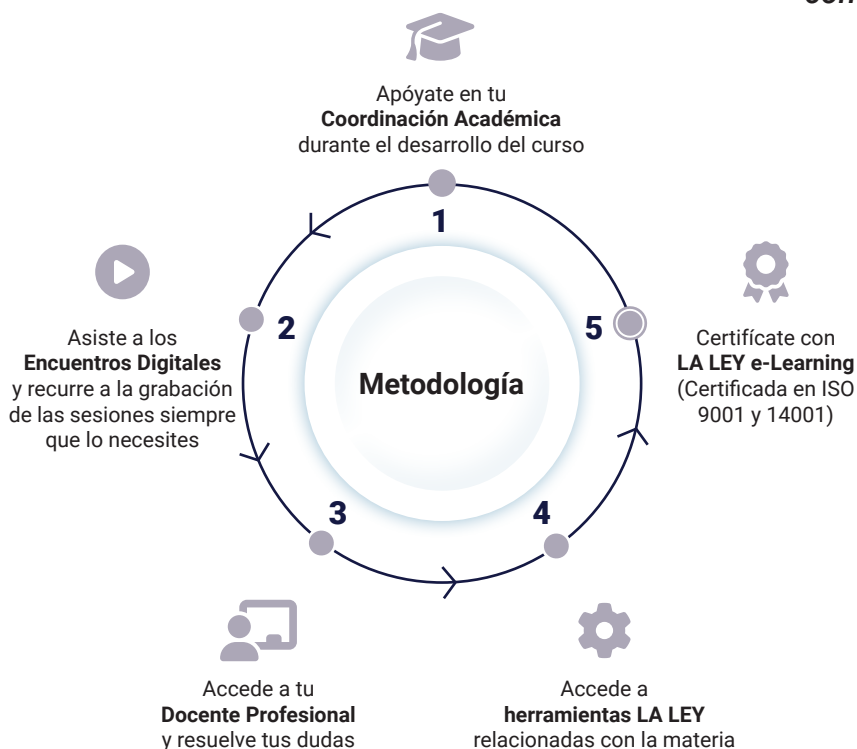 Apóyate en tu
Coordinación Académica
durante el desarrollo del curso
1
2
Asiste a los
Encuentros Digitales
y recurre a la grabación
de las sesiones siempre
que lo necesites
Metodología
5
Certifícate con
LA LEY e-Learning
(Certificada en ISO
9001 y 14001)
3
4
Accede a tu
Docente Profesional
y resuelve tus dudas
Accede a
herramientas LA LEY
relacionadas con la materia